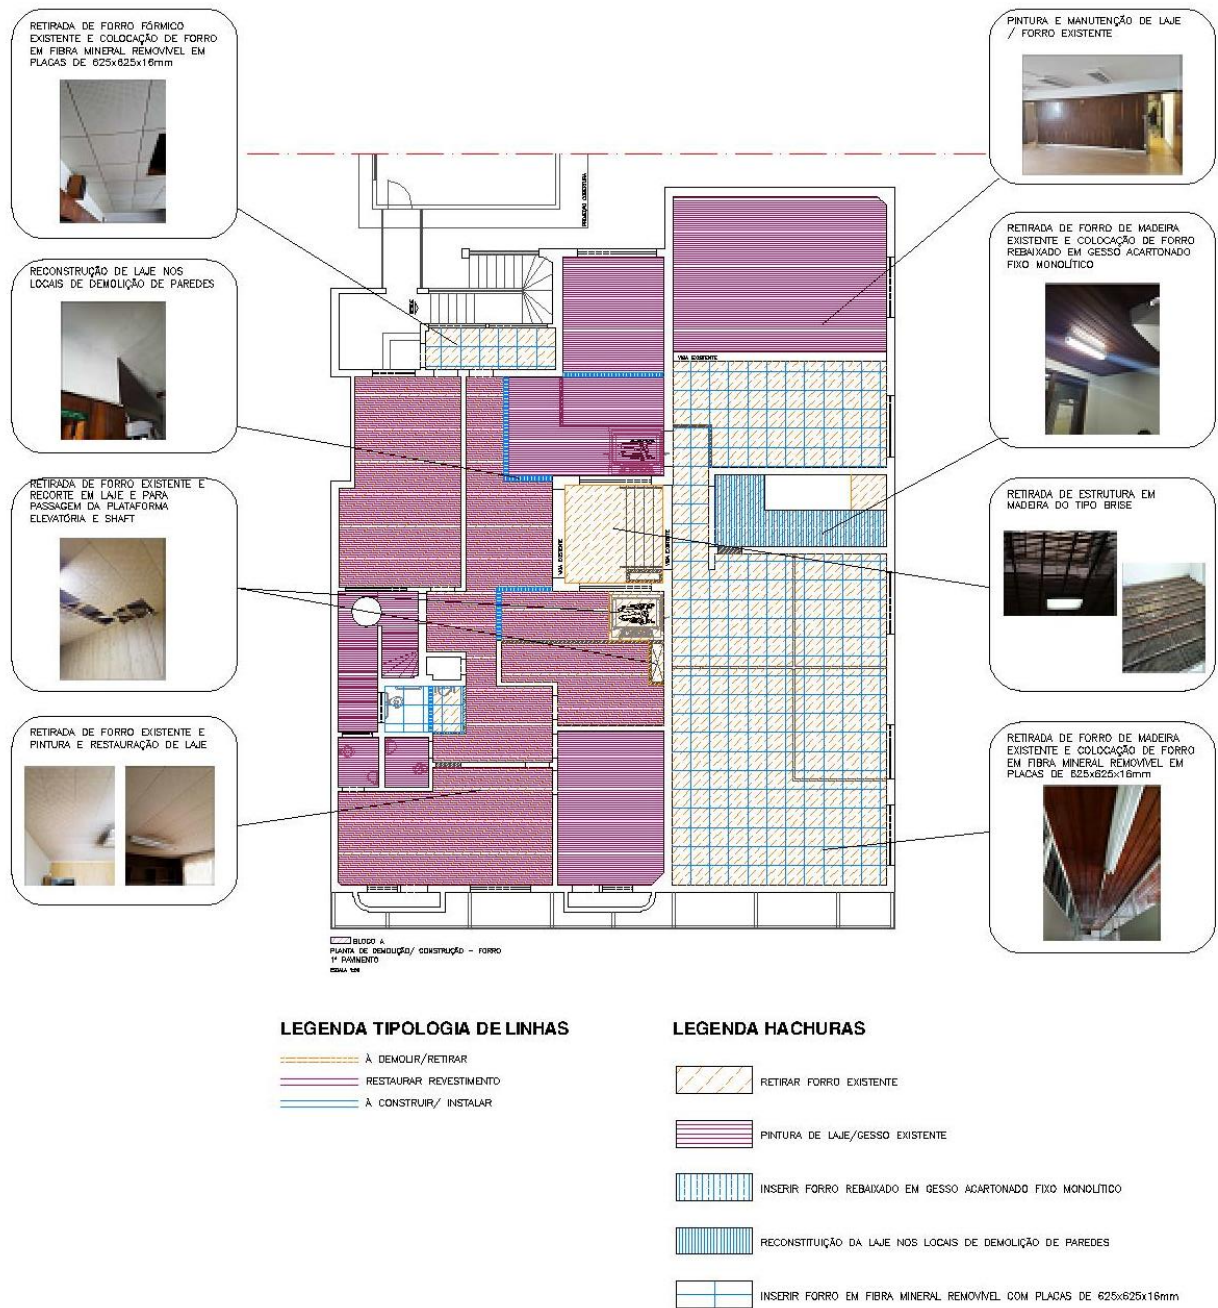 RETIRADA DE FORRO FÓRMICO
EXISTENTE E COLOCAÇÃO DE FORRO
EM FIBRA MINERAL REMOVÍVEL EM
PLACAS DE 625x625x16mm
RECONSTRUÇÃO DE LAJE NOS
LOCAIS DE DEMOLIÇÃO DE PAREDES
RETIRADA DE FORRO EXISTENTE E
RECORTE EM LAJE E PARA
PASSAGEM DA PLATAFORMA
ELEVATÓRIA E SHAFT
RETIRADA DE FORRO EXISTENTE E
PINTURA E RESTAURAÇÃO DE LAJE
PINTURA E MANUTENÇÃO DE LAJE
/ FORRO EXISTENTE
RETIRADA DE FORRO DE MADEIRA
EXISTENTE E COLOCAÇÃO DE FORRO
REBAIXADO EM GESSO ACARTONADO
FIXO MONOLÍTICO
RETIRADA DE ESTRUTURA EM
MADEIRA DO TIPO BRISE
RETIRADA DE FORRO DE MADEIRA
EXISTENTE E COLOCAÇÃO DE FORRO
EM FIBRA MINERAL REMOVÍVEL EM
PLACAS DE 625x625x16mm
PROJEÇÃO COBERTURA
VIGA EXISTENTE
VIGA EXISTENTE
VIGA EXISTENTE
BLOCO A
PLANTA DE DEMOLIÇÃO/ CONSTRUÇÃO - FORRO
1º PAVIMENTO
LEGENDA TIPOLOGIA DE LINHAS
À DEMOLIR/RETIRAR
RESTAURAR REVESTIMENTO
À CONSTRUIR/ INSTALAR
LEGENDA HACHURAS
RETIRAR FORRO EXISTENTE
PINTURA DE LAJE/GESSO EXISTENTE
INSERIR FORRO REBAIXADO EM GESSO ACARTONADO FIXO MONOLÍTICO
RECONSTITUIÇÃO DA LAJE NOS LOCAIS DE DEMOLIÇÃO DE PAREDES
INSERIR FORRO EM FIBRA MINERAL REMOVÍVEL COM PLACAS DE 625x625x16mm